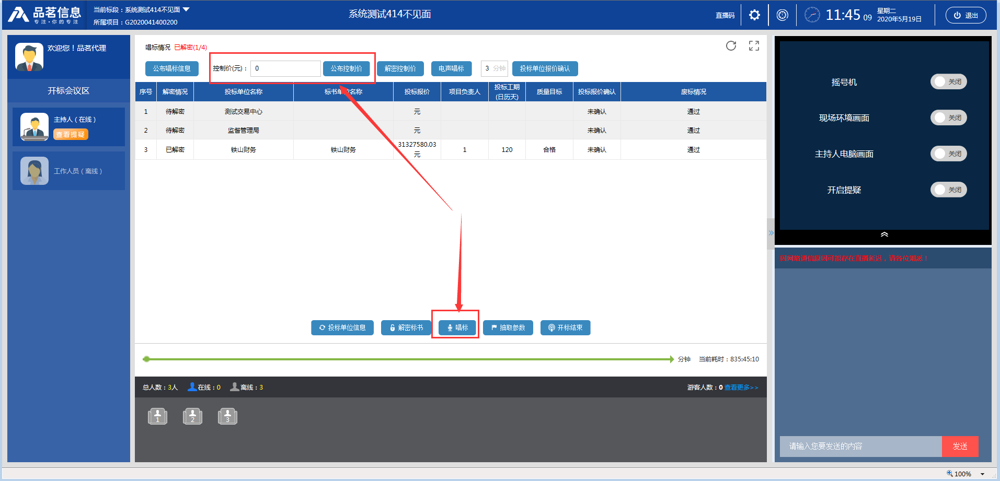 品茗信息
专注·你的专注
当前标段：系统测试414不见面
所属项目：G2020041400200
系统测试414不见面
直播码
11:45 09
星期二
2020年5月19日
退出
欢迎您！品茗代理
开标会议区
主持人（在线）
查看提疑
工作人员（离线）
唱标情况 已解密(1/4)
公布唱标信息 控制价(元)： 0 公布控制价 解密控制价 电声唱标 3 分钟 投标单位报价确认
序号 解密情况 投标单位名称 标书单位名称 投标报价 项目负责人 投标工期(日历天) 质量目标 投标报价确认 废标情况
1 待解密 测试交易中心 元 未确认 通过
2 待解密 监督管理局 元 未确认 通过
3 已解密 铁山财务 铁山财务 31327580.03元 1 120 合格 未确认 通过
投标单位信息 解密标书 唱标 抽取参数 开标结束
分钟 当前耗时：835:45:10
总人数：3人 在线：0 离线：3
游客人数：0 查看更多>>
1 2 3
摇号机 关闭
现场环境画面 关闭
主持人电脑画面 关闭
开启提疑 关闭
因网络通信原因可能存在直播延迟，请各位知悉！
请输入您要发送的内容 发送
100%